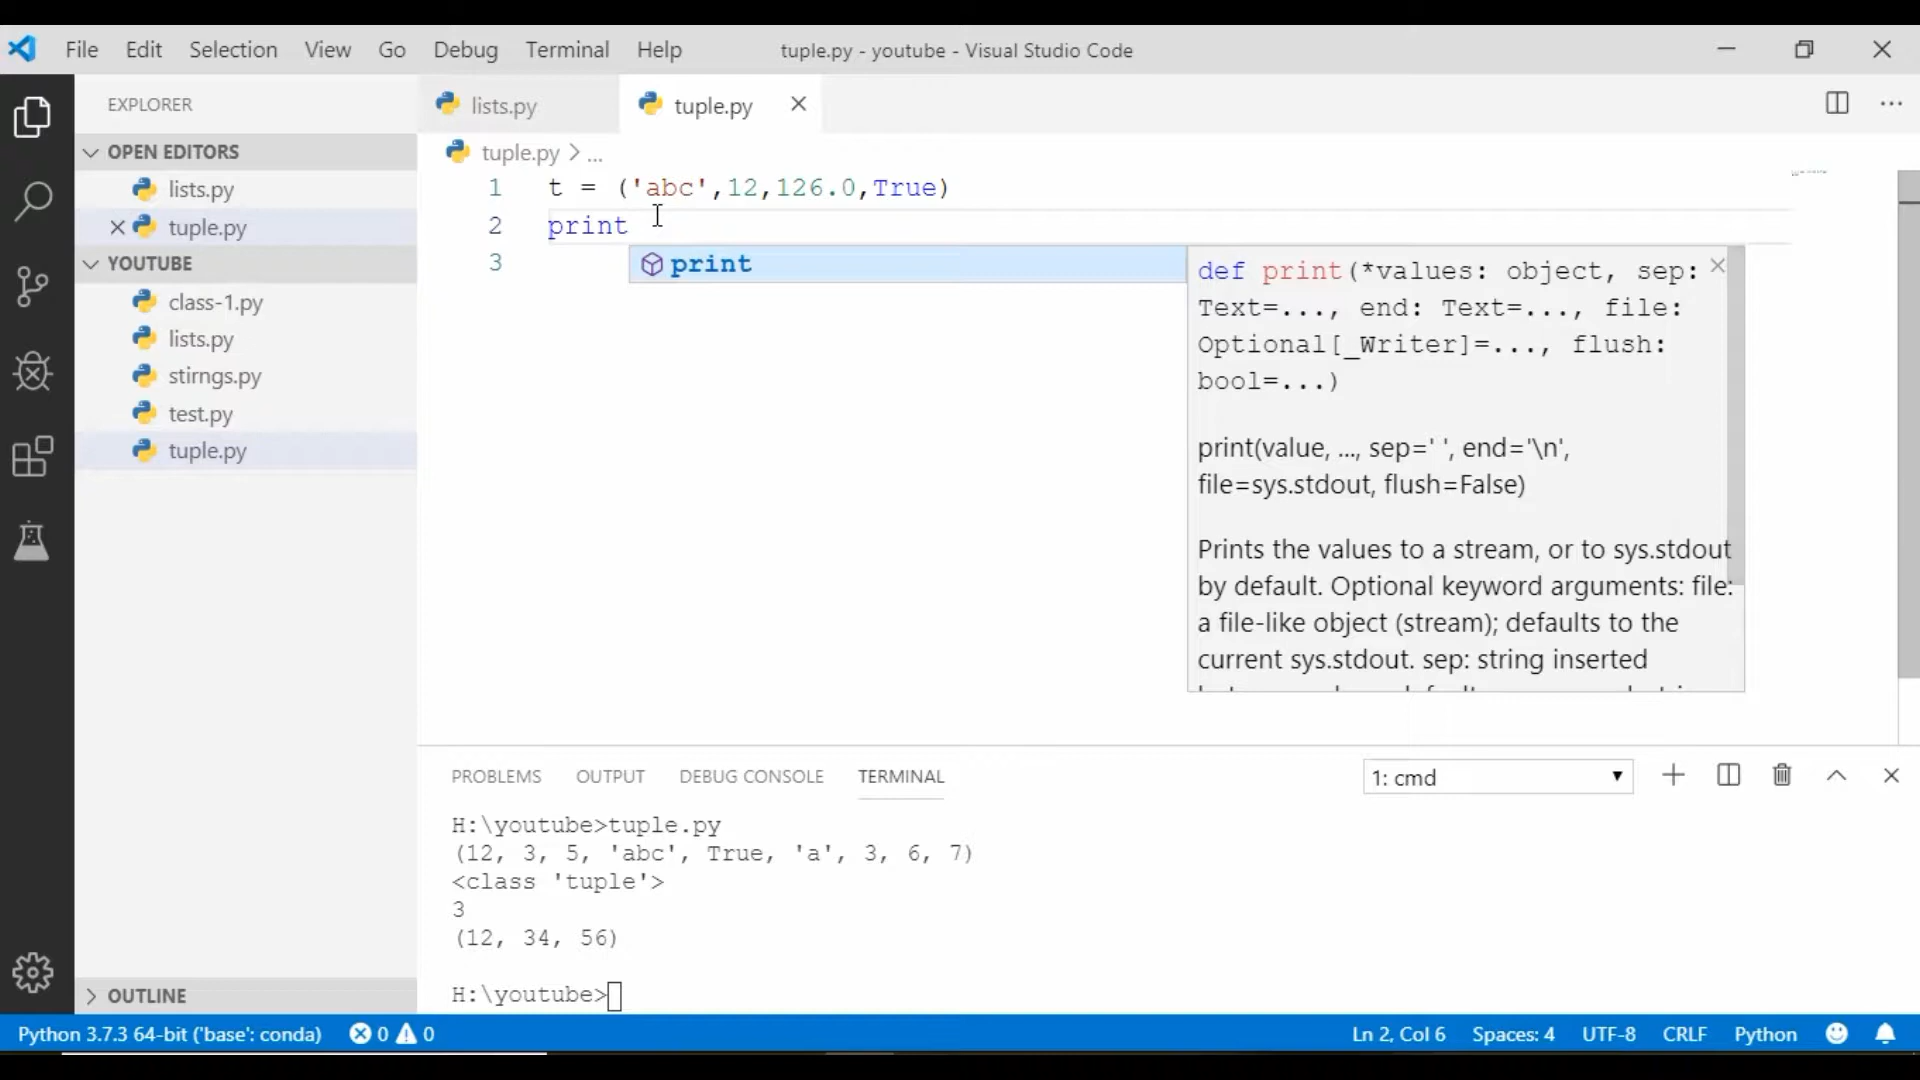 File Edit Selection View Go Debug Terminal Help
tuple.py - youtube - Visual Studio Code
EXPLORER
OPEN EDITORS
lists.py
tuple.py
YOUTUBE
class-1.py
lists.py
stirngs.py
test.py
tuple.py
OUTLINE
lists.py
tuple.py
tuple.py > ...
1 t = ('abc',12,126.0,True)
2 print
3
print
def print(*values: object, sep:
Text=..., end: Text=..., file:
Optional[_Writer]=..., flush:
bool=...)
print(value, ..., sep=' ', end='\n',
file=sys.stdout, flush=False)
Prints the values to a stream, or to sys.stdout
by default. Optional keyword arguments: file:
a file-like object (stream); defaults to the
current sys.stdout. sep: string inserted
PROBLEMS OUTPUT DEBUG CONSOLE TERMINAL
1: cmd
H:\youtube>tuple.py
(12, 3, 5, 'abc', True, 'a', 3, 6, 7)
<class 'tuple'>
3
(12, 34, 56)
H:\youtube>
Python 3.7.3 64-bit ('base': conda) 0 0
Ln 2, Col 6 Spaces: 4 UTF-8 CRLF Python